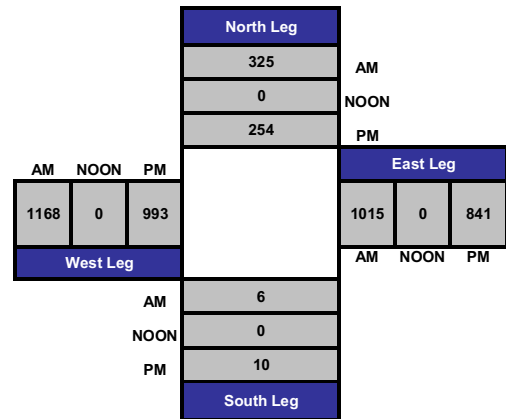 North Leg
325 AM
0 NOON
254 PM
AM NOON PM East Leg
1168 0 993 1015 0 841
West Leg AM NOON PM
AM 6
NOON 0
PM 10
South Leg